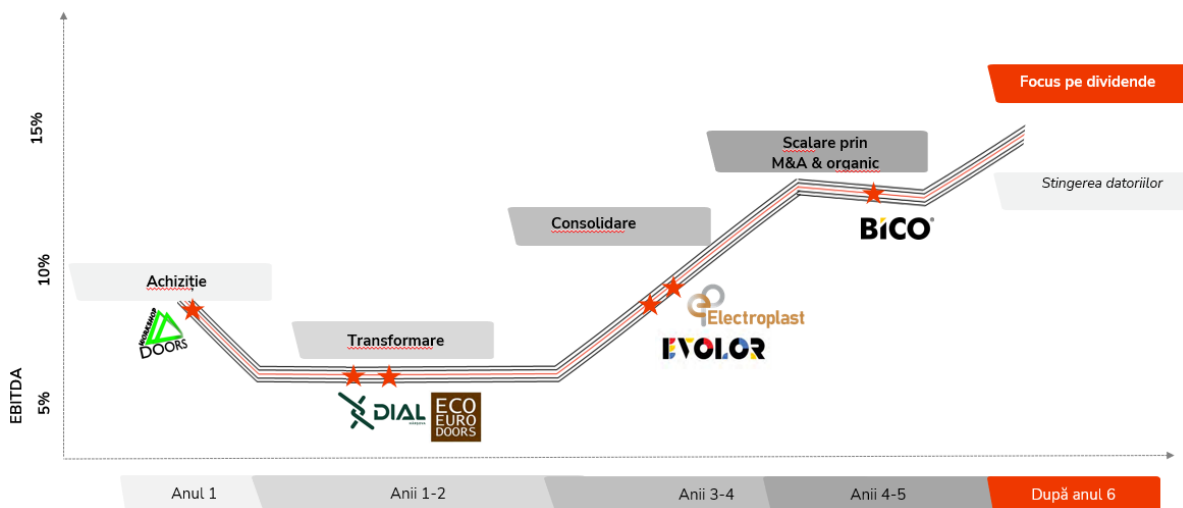 Focus pe dividende
15%
Scalare prin
M&A & organic
Stingerea datoriilor
Consolidare
BiCO
10%
Achiziție
WORKSHOP
DOORS
Electroplast
EVOLOR
Transformare
EBITDA
5%
DIAL
ECO
EURO
DOORS
Anul 1
Anii 1-2
Anii 3-4
Anii 4-5
După anul 6